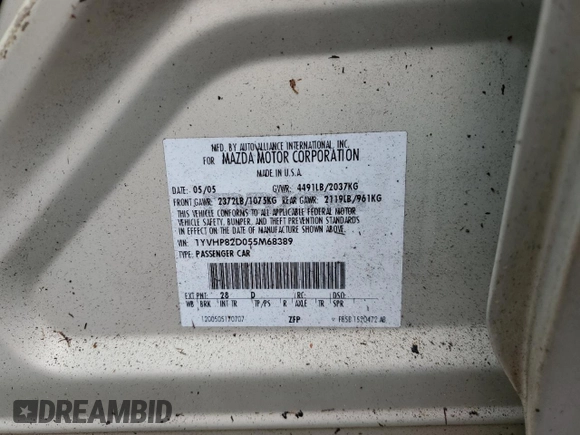 MFD. BY AUTOALLIANCE INTERNATIONAL, INC.
FOR MAZDA MOTOR CORPORATION
MADE IN U.S.A.
DATE: 05/05 GVWR: 4491LB/2037KG
FRONT GAWR: 2372LB/1075KG REAR GAWR: 2119LB/961KG
THIS VEHICLE CONFORMS TO ALL APPLICABLE FEDERAL MOTOR
VEHICLE SAFETY, BUMPER, AND THEFT PREVENTION STANDARDS
IN EFFECT ON THE DATE OF MANUFACTURE SHOWN ABOVE.
VIN: 1YVHP82D055M68389
TYPE: PASSENGER CAR
EXT PNT: 28 D RC: DSO:
WB BRK INT TR TP/PS R AXLE TR SPR
ZFP
DREAMBID